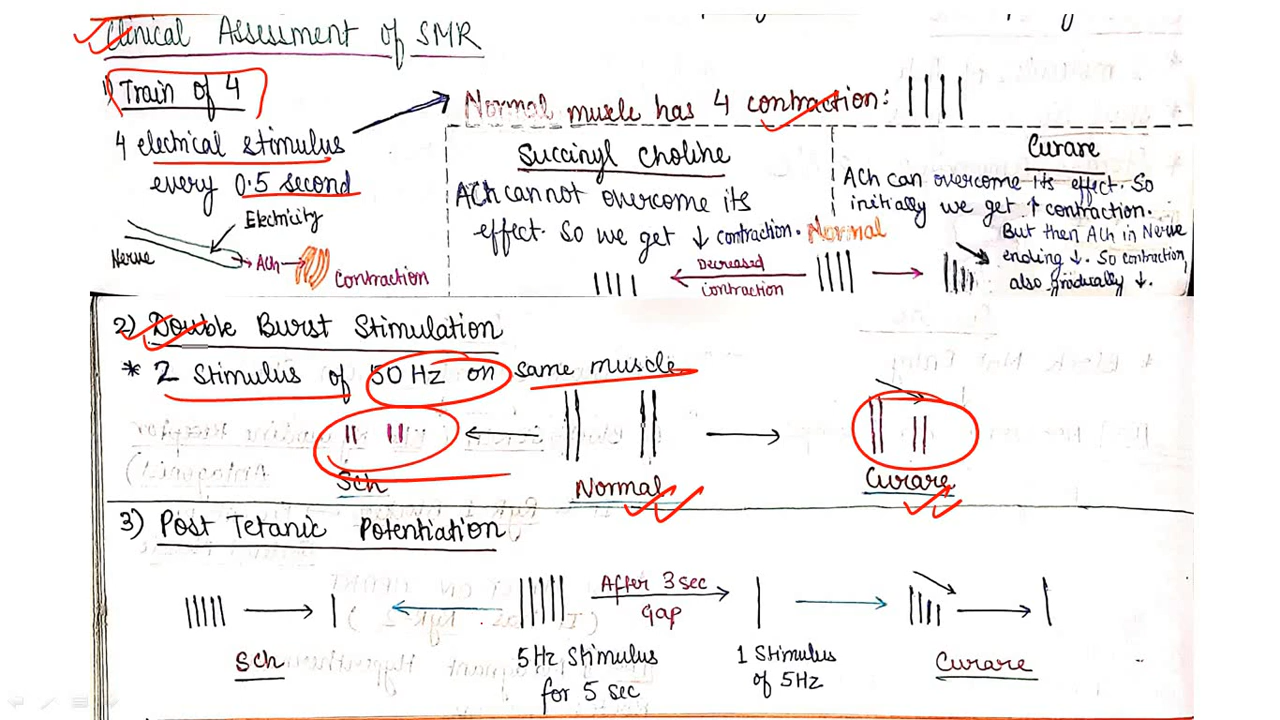 Clinical Assessment of SMR
1) Train of 4
4 electrical stimulus
every 0.5 second
Electricity
Nerve
Ach
Contraction
Normal muscle has 4 contraction:
Succinyl choline
ACh cannot overcome its
effect. So we get ↓ contraction.
Curare
ACh can overcome its effect. So
initially we get ↑ contraction.
But then Ach in Nerve
ending ↓. So contraction
also gradually ↓.
Normal
Decreased
contraction
2) Double Burst Stimulation
* 2 Stimulus of 50 Hz on same muscle
Sch
Normal
Curare
3) Post Tetanic Potentiation
After 3 sec
Gap
Sch
5 Hz Stimulus
for 5 sec
1 Stimulus
of 5Hz
Curare